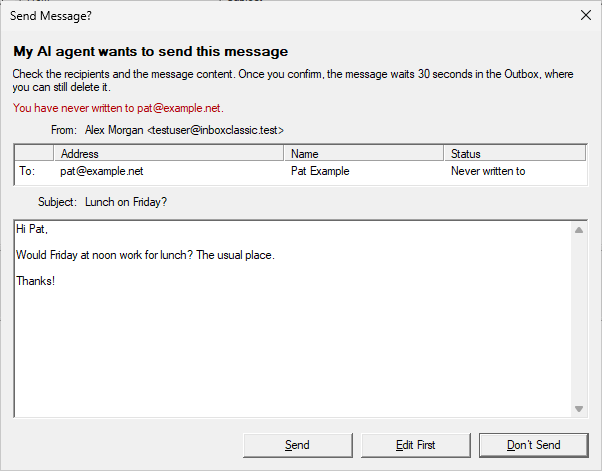 Send Message?
My AI agent wants to send this message
Check the recipients and the message content. Once you confirm, the message waits 30 seconds in the Outbox, where
you can still delete it.
You have never written to pat@example.net.
From: Alex Morgan <testuser@inboxclassic.test>
Address Name Status
To: pat@example.net Pat Example Never written to
Subject: Lunch on Friday?
Hi Pat,
Would Friday at noon work for lunch? The usual place.
Thanks!
Send Edit First Don't Send